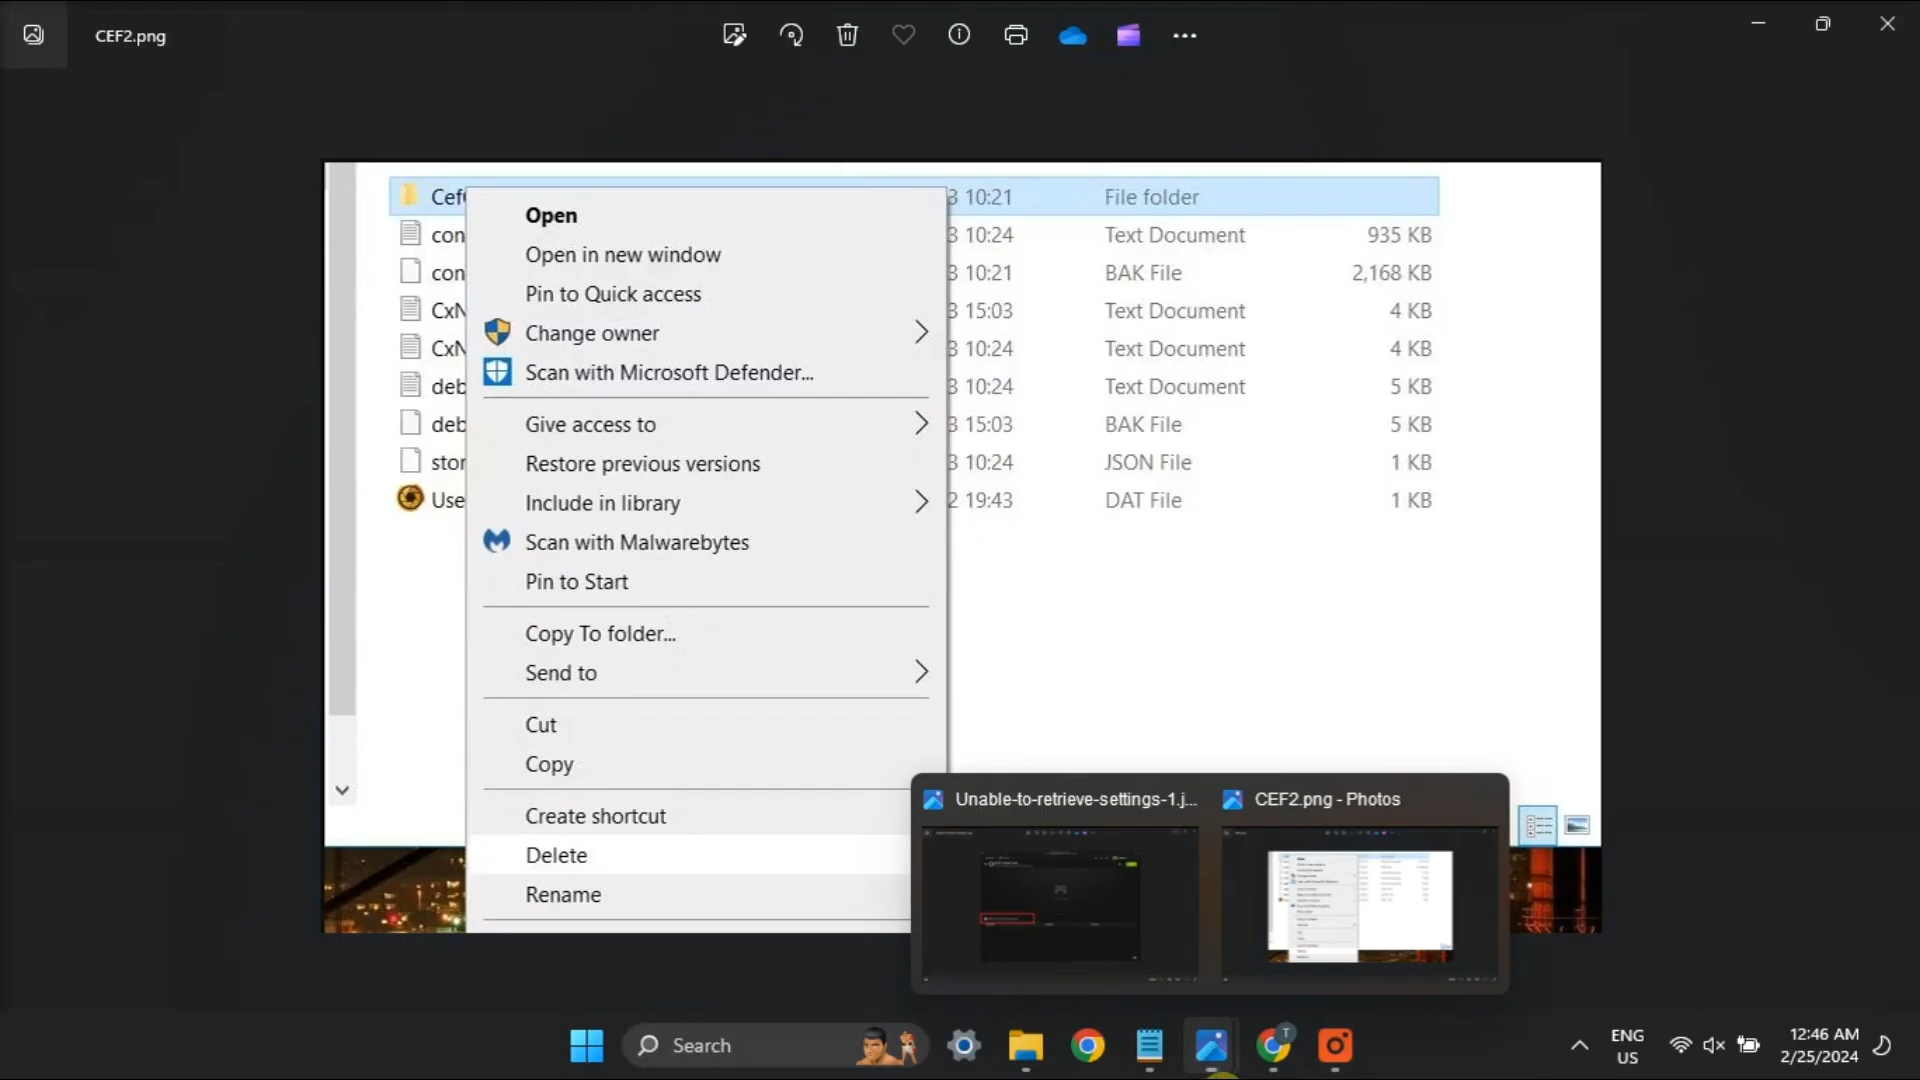 CEF2.png
Cef 3 10:21 File folder
con 3 10:24 Text Document 935 KB
con 3 10:21 BAK File 2,168 KB
CxN 3 15:03 Text Document 4 KB
CxN 3 10:24 Text Document 4 KB
deb 3 10:24 Text Document 5 KB
deb 3 15:03 BAK File 5 KB
stor 3 10:24 JSON File 1 KB
Use 2 19:43 DAT File 1 KB
Open
Open in new window
Pin to Quick access
Change owner
Scan with Microsoft Defender...
Give access to
Restore previous versions
Include in library
Scan with Malwarebytes
Pin to Start
Copy To folder...
Send to
Cut
Copy
Create shortcut
Delete
Rename
Unable-to-retrieve-settings-1.j...
CEF2.png - Photos
Search
T
ENG
US
12:46 AM
2/25/2024